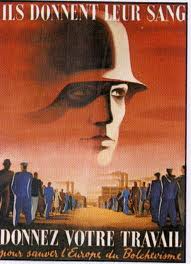 ILS DONNENT LEUR SANG
DONNEZ VOTRE TRAVAIL
pour sauver l'Europe du Bolchevisme